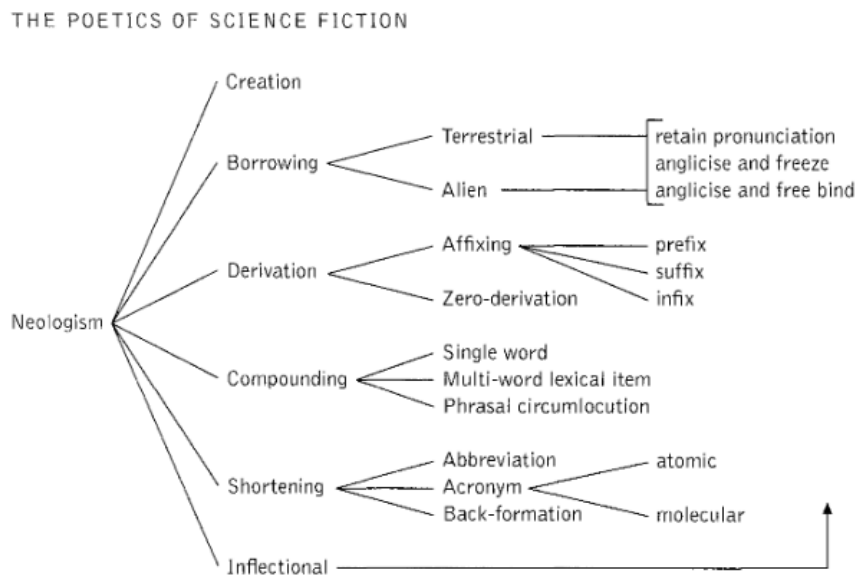 THE POETICS OF SCIENCE FICTION
Creation
Terrestrial retain pronunciation
Borrowing anglicise and freeze
Alien anglicise and free bind
Affixing prefix
Derivation suffix
Zero-derivation infix
Neologism
Single word
Compounding Multi-word lexical item
Phrasal circumlocution
Abbreviation atomic
Shortening Acronym
Back-formation molecular
Inflectional